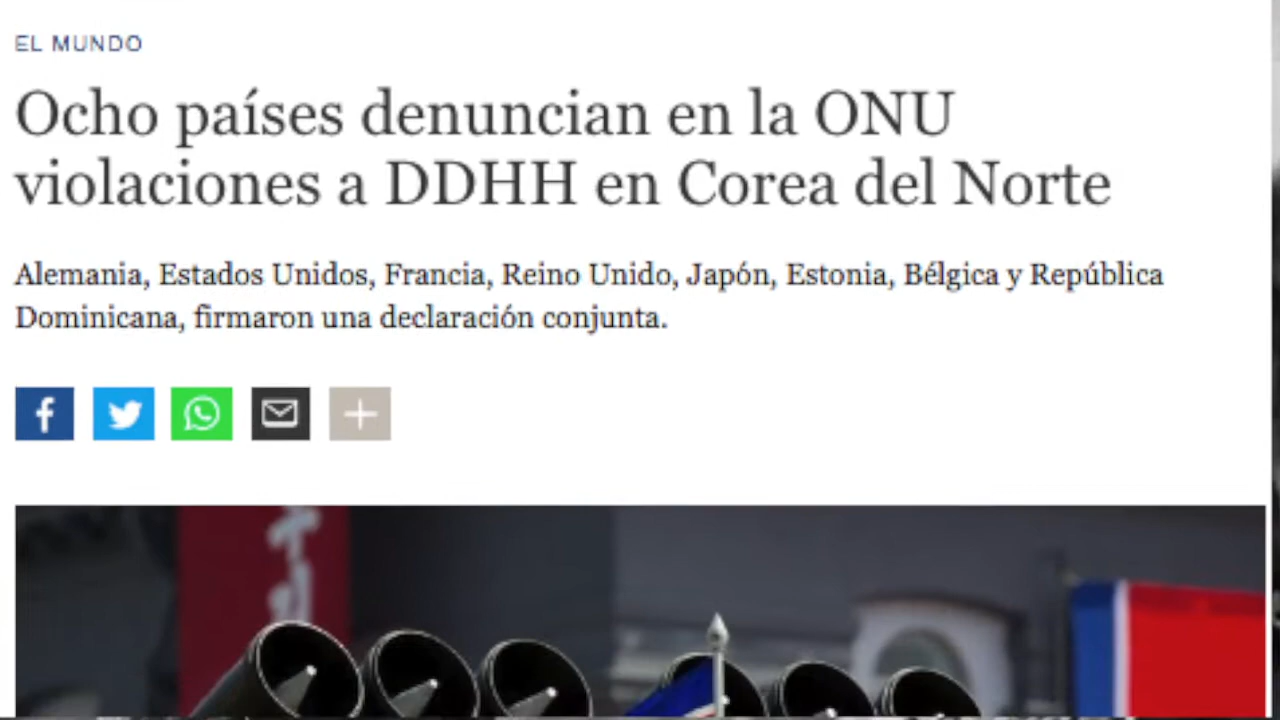 EL MUNDO
Ocho países denuncian en la ONU
violaciones a DDHH en Corea del Norte
Alemania, Estados Unidos, Francia, Reino Unido, Japón, Estonia, Bélgica y República
Dominicana, firmaron una declaración conjunta.